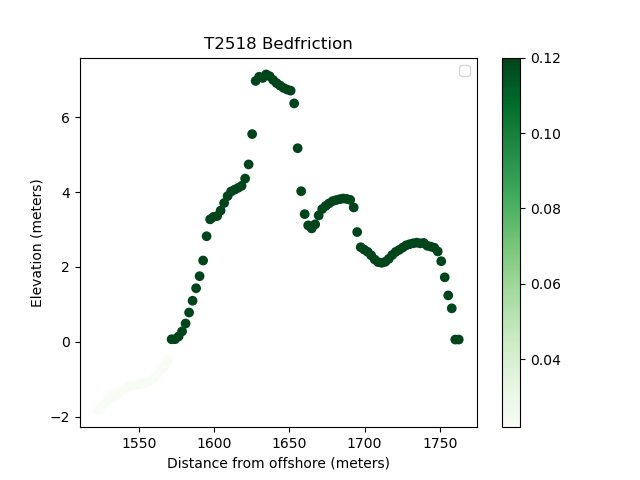 T2518 Bedfriction
Elevation (meters)
6
4
2
0
−2
1550 1600 1650 1700 1750
Distance from offshore (meters)
0.12
0.10
0.08
0.06
0.04